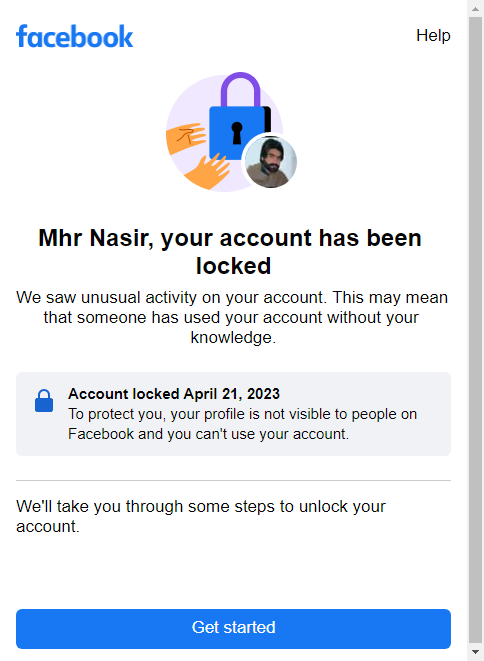 facebook
Help
Mhr Nasir, your account has been
locked
We saw unusual activity on your account. This may mean
that someone has used your account without your
knowledge.
Account locked April 21, 2023
To protect you, your profile is not visible to people on
Facebook and you can't use your account.
We'll take you through some steps to unlock your
account.
Get started